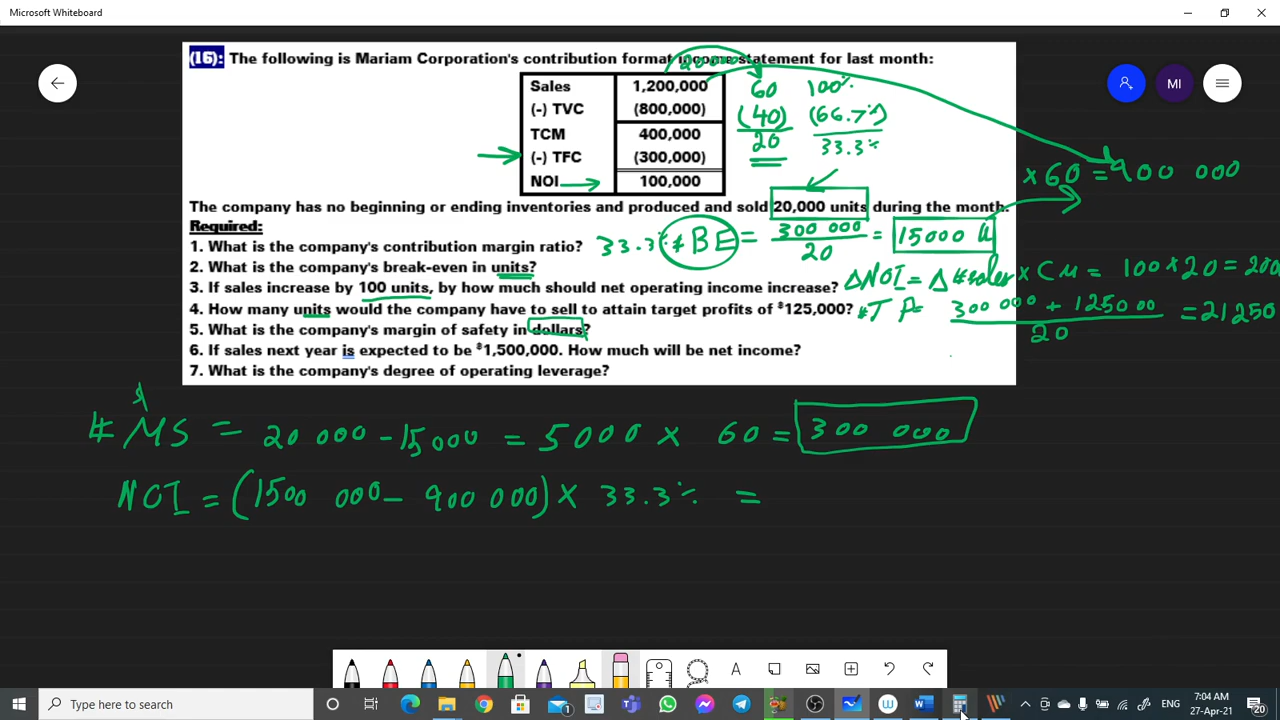 Microsoft Whiteboard
MI
(16): The following is Mariam Corporation's contribution format income statement for last month:
20000
Sales 1,200,000 60 100%
(-) TVC (800,000) (40) (66.7%)
TCM 400,000 20 33.3%
(-) TFC (300,000)
NOI 100,000
×60=900 000
The company has no beginning or ending inventories and produced and sold 20,000 units during the month.
Required:
1. What is the company's contribution margin ratio? 33.3%
# BE = 300 000 / 20 = 15000 u
2. What is the company's break-even in units?
3. If sales increase by 100 units, by how much should net operating income increase? ΔNOI = Δ # sales × CM = 100 × 20 = 200
4. How many units would the company have to sell to attain target profits of $125,000? # T P = 300 000 + 125000 / 20 = 21250
5. What is the company's margin of safety in dollars?
6. If sales next year is expected to be $1,500,000. How much will be net income?
7. What is the company's degree of operating leverage?
# MS = 20 000 - 15000 = 5000 × 60 = 300 000
NOI = (1500 000 - 900 000) × 33.3% =
Type here to search
ENG
7:04 AM
27-Apr-21
20